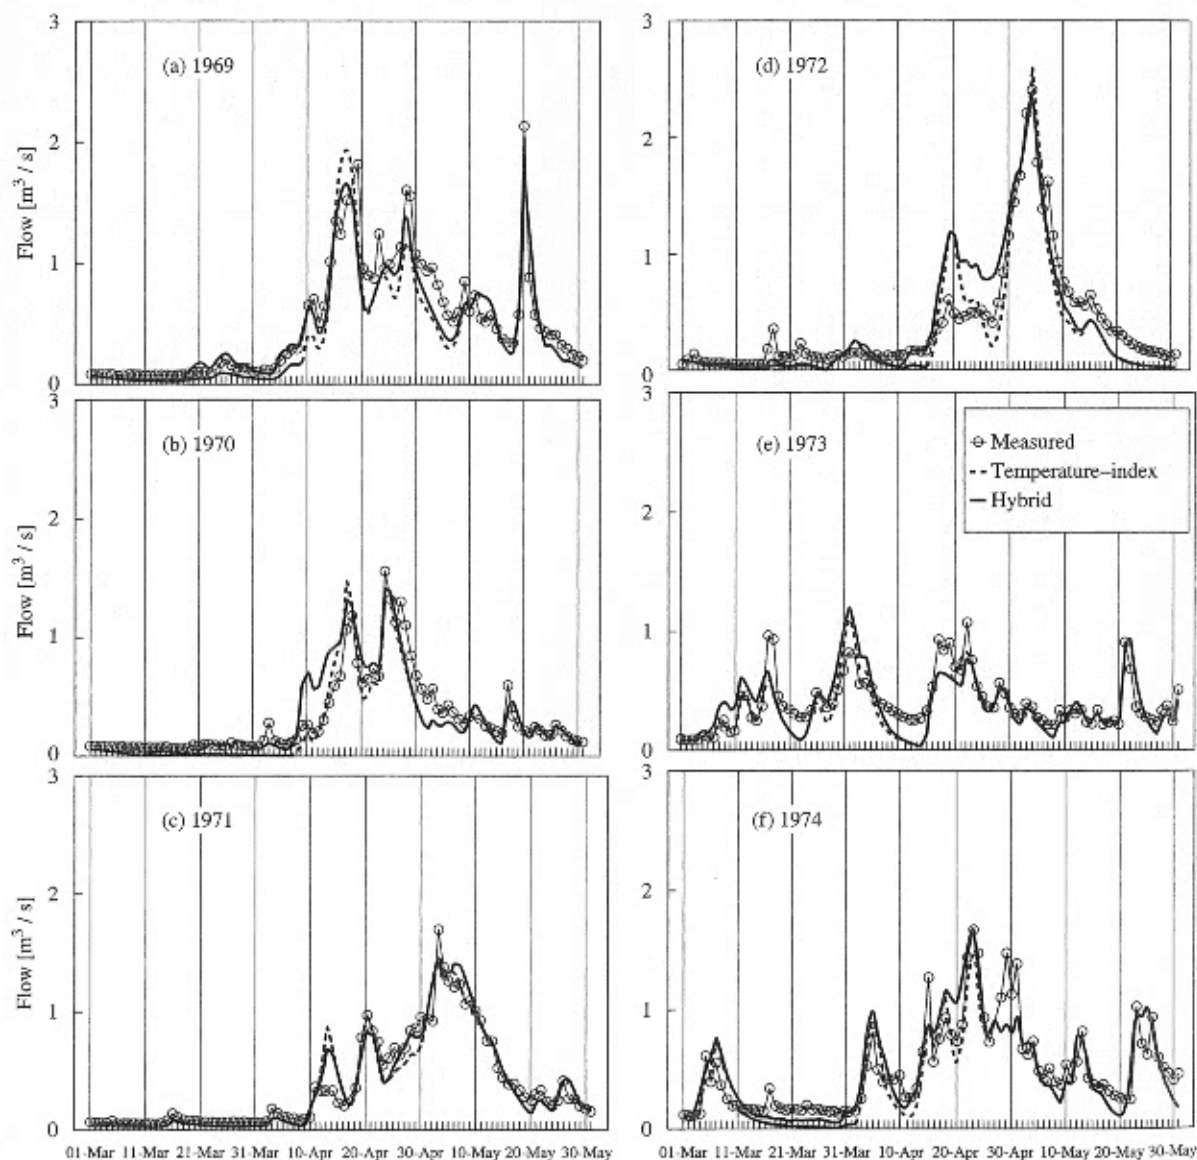 3
2
1
0
Flow [m³ / s]
(a) 1969
3
2
1
0
(d) 1972
3
2
1
0
Flow [m³ / s]
(b) 1970
3
2
1
0
(e) 1973
Measured
Temperature–index
Hybrid
3
2
1
0
Flow [m³ / s]
(c) 1971
01-Mar 11-Mar 21-Mar 31-Mar 10-Apr 20-Apr 30-Apr 10-May 20-May 30-May
3
2
1
0
(f) 1974
01-Mar 11-Mar 21-Mar 31-Mar 10-Apr 20-Apr 30-Apr 10-May 20-May 30-May